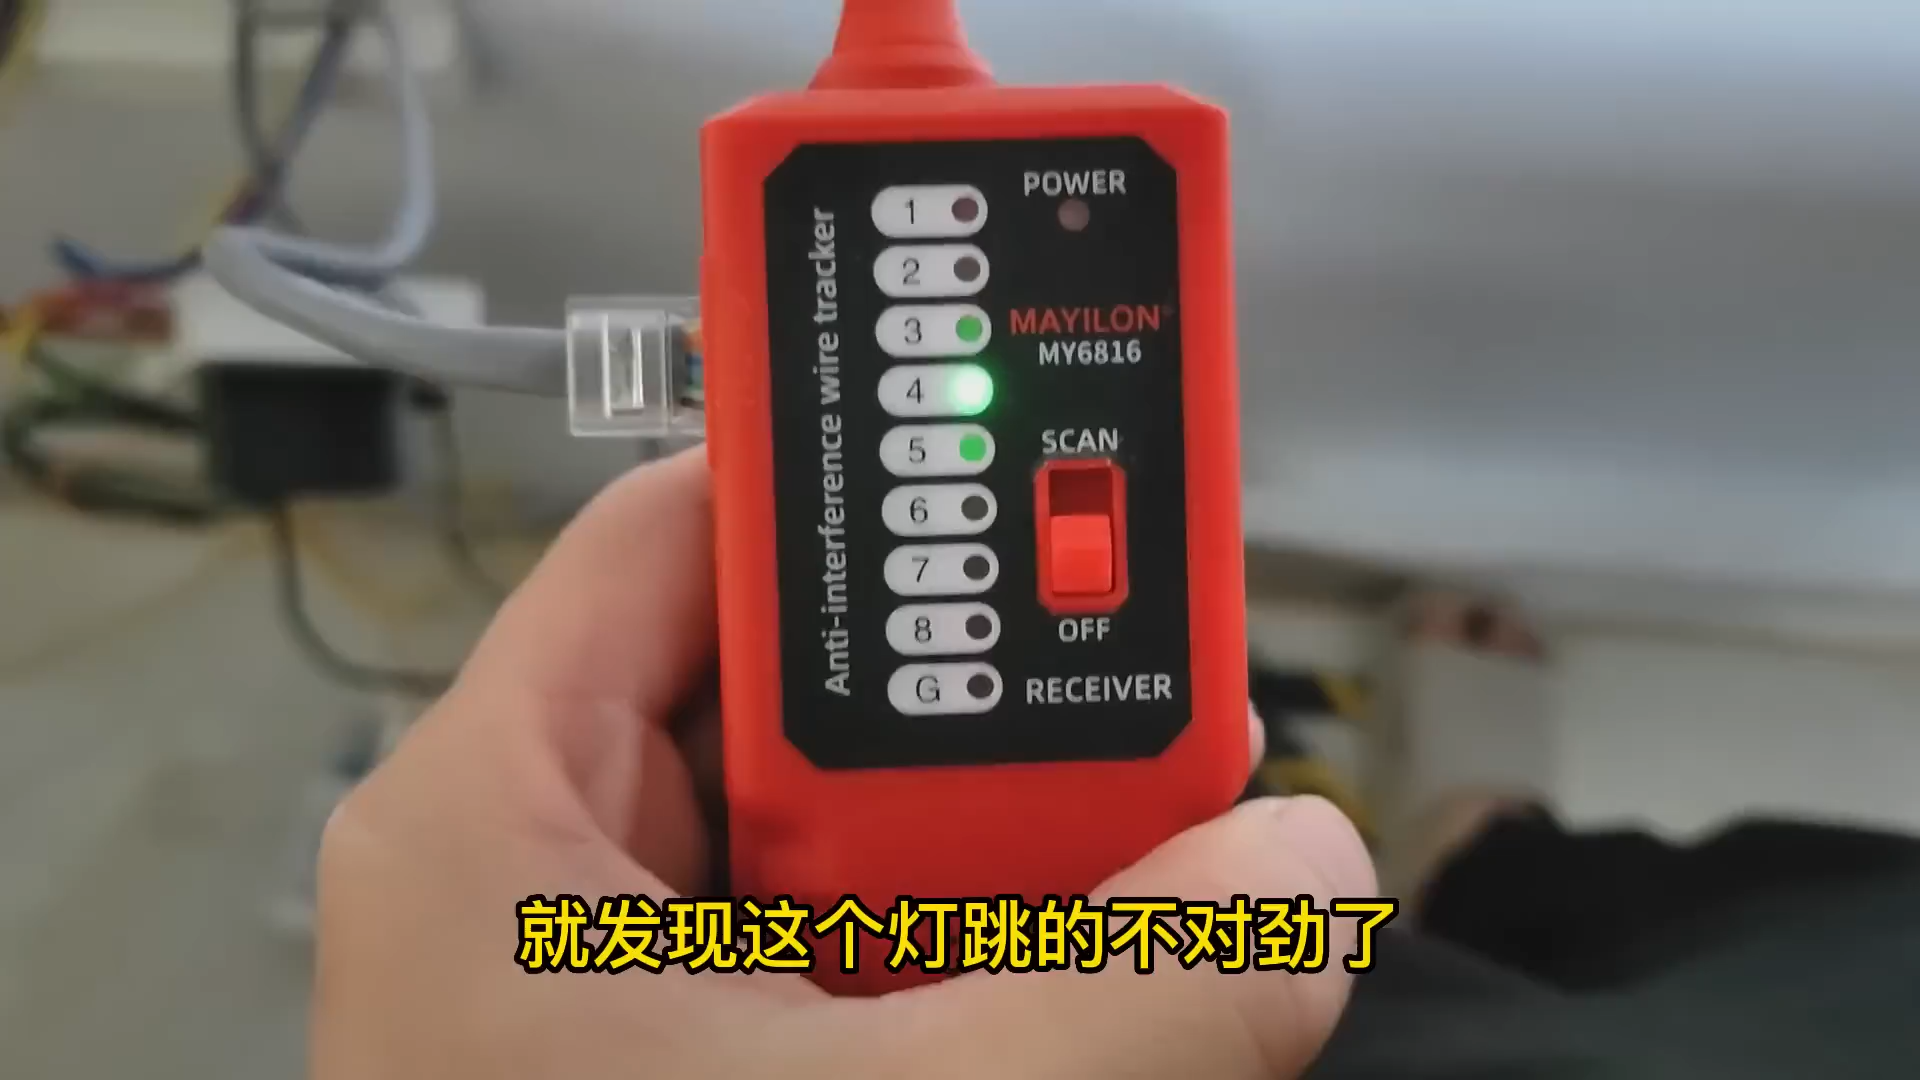 Anti-interference wire tracker
1
2
3
4
5
6
7
8
G
POWER
MAYILON®
MY6816
SCAN
OFF
RECEIVER
就发现这个灯跳的不对劲了